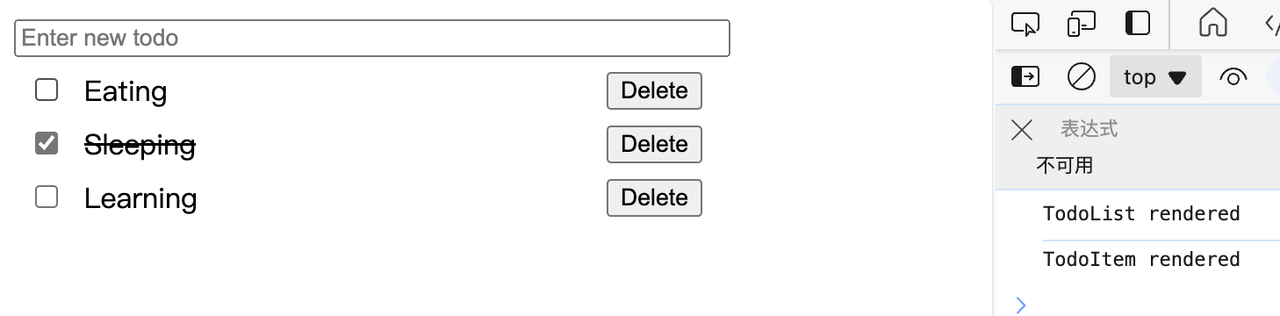 Enter new todo
Eating
Delete
Sleeping
Delete
Learning
Delete
top
表达式
不可用
TodoList rendered
TodoItem rendered